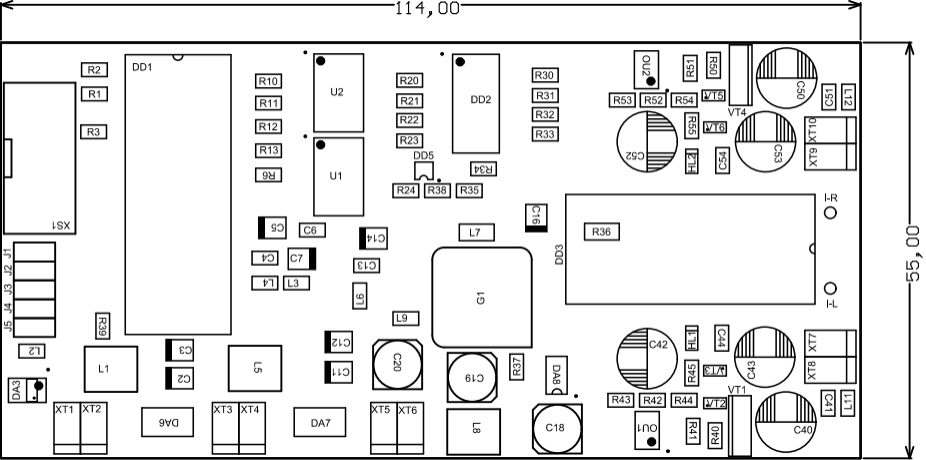 114,00
R2
DD1
R1
R3
XS1
R10
R11
R12
R13
R6
U2
U1
R20
R21
R22
R23
DD5
R24
R38
R35
R34
DD2
R30
R31
R32
R33
OU2
R51
R50
R53
R52
R54
VT5
VT4
C50
C51
L12
R55
VT6
C52
C53
XT10
XT9
HL2
C54
C5
C6
C14
C4
C7
C13
L4
L3
L6
L7
C16
R36
DD3
I-R
I-L
55,00
G1
J1
J2
J3
J4
J5
R39
L2
L9
C12
C11
C3
C2
L1
L5
C20
C19
R37
DA8
C42
HL1
C44
C43
XT7
XT8
R45
VT3
VT1
DA3
XT1
XT2
DA6
XT3
XT4
DA7
XT5
XT6
L8
C18
R43
R42
R44
VT2
OU1
R41
R40
C40
C41
L11